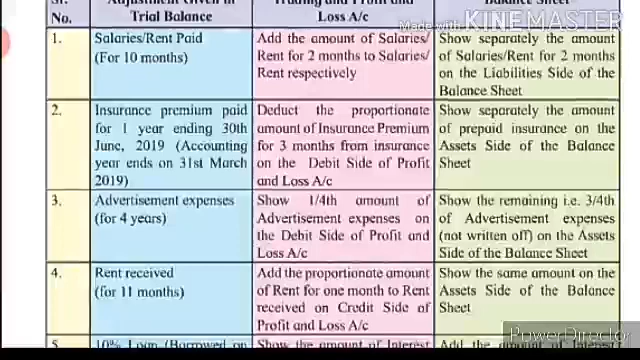 Sr. Adjustment Given in Trading and Profit and Balance Sheet
No. Trial Balance Loss A/c
Made with KINEMASTER
1. Salaries/Rent Paid
(For 10 months)
Add the amount of Salaries/
Rent for 2 months to Salaries/
Rent respectively
Show separately the amount
of Salaries/Rent for 2 months
on the Liabilities Side of the
Balance Sheet
2. Insurance premium paid
for 1 year ending 30th
June, 2019 (Accounting
year ends on 31st March
2019)
Deduct the proportionate
amount of Insurance Premium
for 3 months from insurance
on the Debit Side of Profit
and Loss A/c
Show separately the amount
of prepaid insurance on the
Assets Side of the Balance
Sheet
3. Advertisement expenses
(for 4 years)
Show 1/4th amount of
Advertisement expenses on
the Debit Side of Profit and
Loss A/c
Show the remaining i.e. 3/4th
of Advertisement expenses
(not written off) on the Assets
Side of the Balance Sheet
4. Rent received
(for 11 months)
Add the proportionate amount
of Rent for one month to Rent
received on Credit Side of
Profit and Loss A/c
Show the same amount on the
Assets Side of the Balance
Sheet
PowerDirector
5. 10% Loan (Borrowed on
Show the amount of Interest
Add the amount of Interest